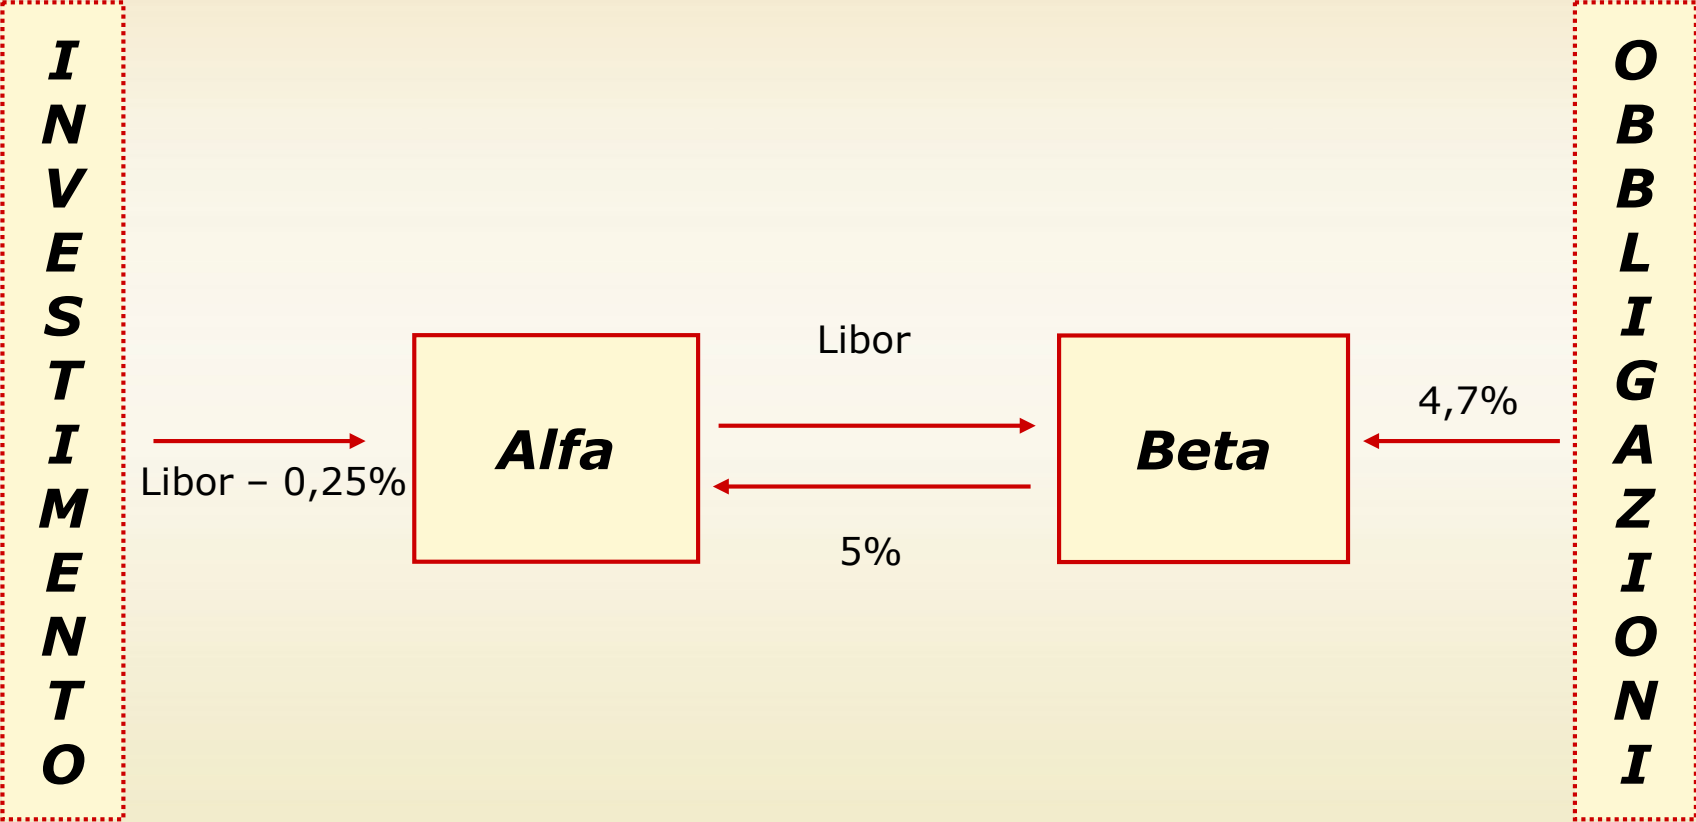 INVESTIMENTO
Libor – 0,25%
Alfa
Libor
5%
Beta
4,7%
OBBLIGAZIONI